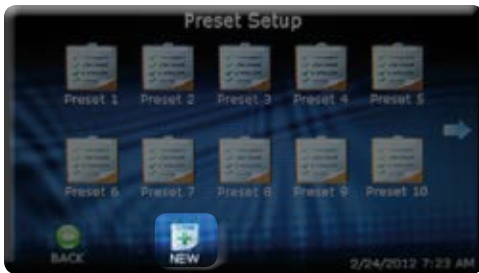 Preset Setup
Preset 1 Preset 2 Preset 3 Preset 4 Preset 5
Preset 6 Preset 7 Preset 8 Preset 9 Preset 10
BACK NEW 2/24/2012 7:23 AM